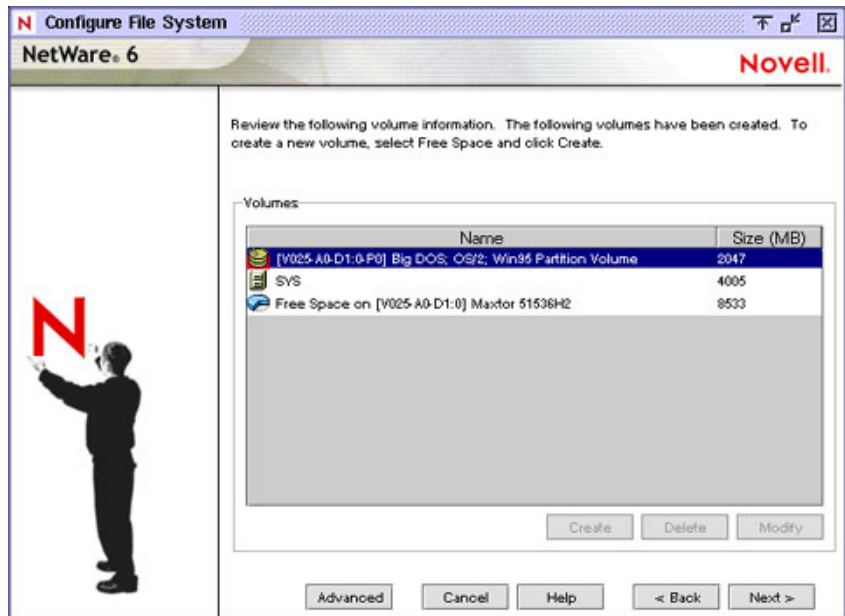 N Configure File System
NetWare® 6
Novell.
Review the following volume information. The following volumes have been created. To
create a new volume, select Free Space and click Create.
Volumes
Name Size (MB)
[V025-A0-D1:0-P0] Big DOS; OS/2; Win95 Partition Volume 2047
SYS 4005
Free Space on [V025-A0-D1:0] Maxtor 51536H2 8533
N
Create Delete Modify
Advanced Cancel Help < Back Next >